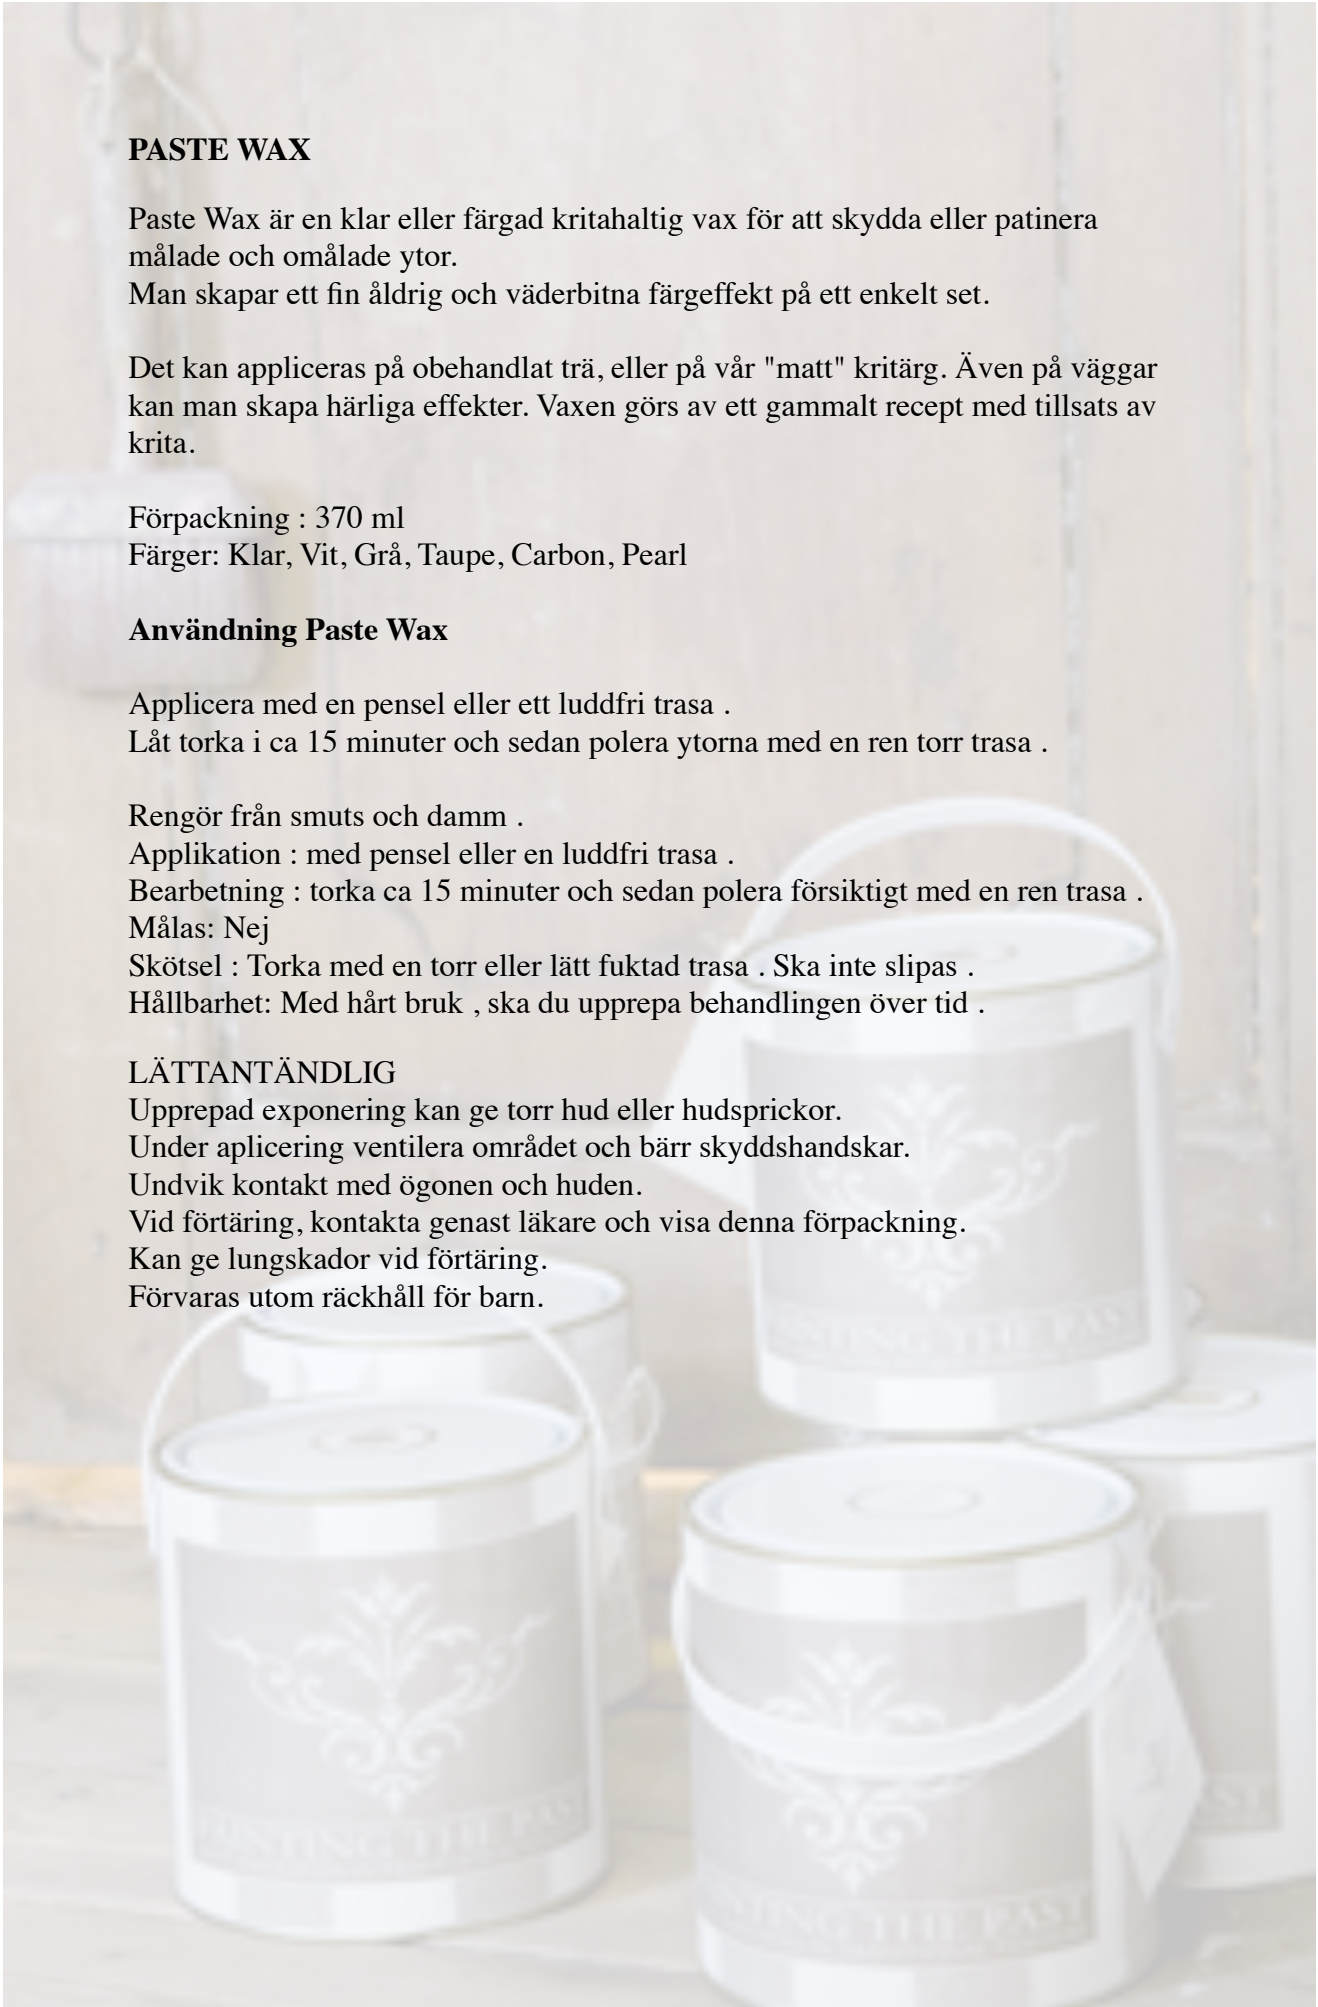 PASTE WAX
Paste Wax är en klar eller färgad kritahaltig vax för att skydda eller patinera
målade och omålade ytor.
Man skapar ett fin åldrig och väderbitna färgeffekt på ett enkelt set.
Det kan appliceras på obehandlat trä, eller på vår "matt" kritärg. Även på väggar
kan man skapa härliga effekter. Vaxen görs av ett gammalt recept med tillsats av
krita.
Förpackning : 370 ml
Färger: Klar, Vit, Grå, Taupe, Carbon, Pearl
Användning Paste Wax
Applicera med en pensel eller ett luddfri trasa .
Låt torka i ca 15 minuter och sedan polera ytorna med en ren torr trasa .
Rengör från smuts och damm .
Applikation : med pensel eller en luddfri trasa .
Bearbetning : torka ca 15 minuter och sedan polera försiktigt med en ren trasa .
Målas: Nej
Skötsel : Torka med en torr eller lätt fuktad trasa . Ska inte slipas .
Hållbarhet: Med hårt bruk , ska du upprepa behandlingen över tid .
LÄTTANTÄNDLIG
Upprepad exponering kan ge torr hud eller hudsprickor.
Under aplicering ventilera området och bärr skyddshandskar.
Undvik kontakt med ögonen och huden.
Vid förtäring, kontakta genast läkare och visa denna förpackning.
Kan ge lungskador vid förtäring.
Förvaras utom räckhåll för barn.
THE PAST
THE PAS
THE PAST